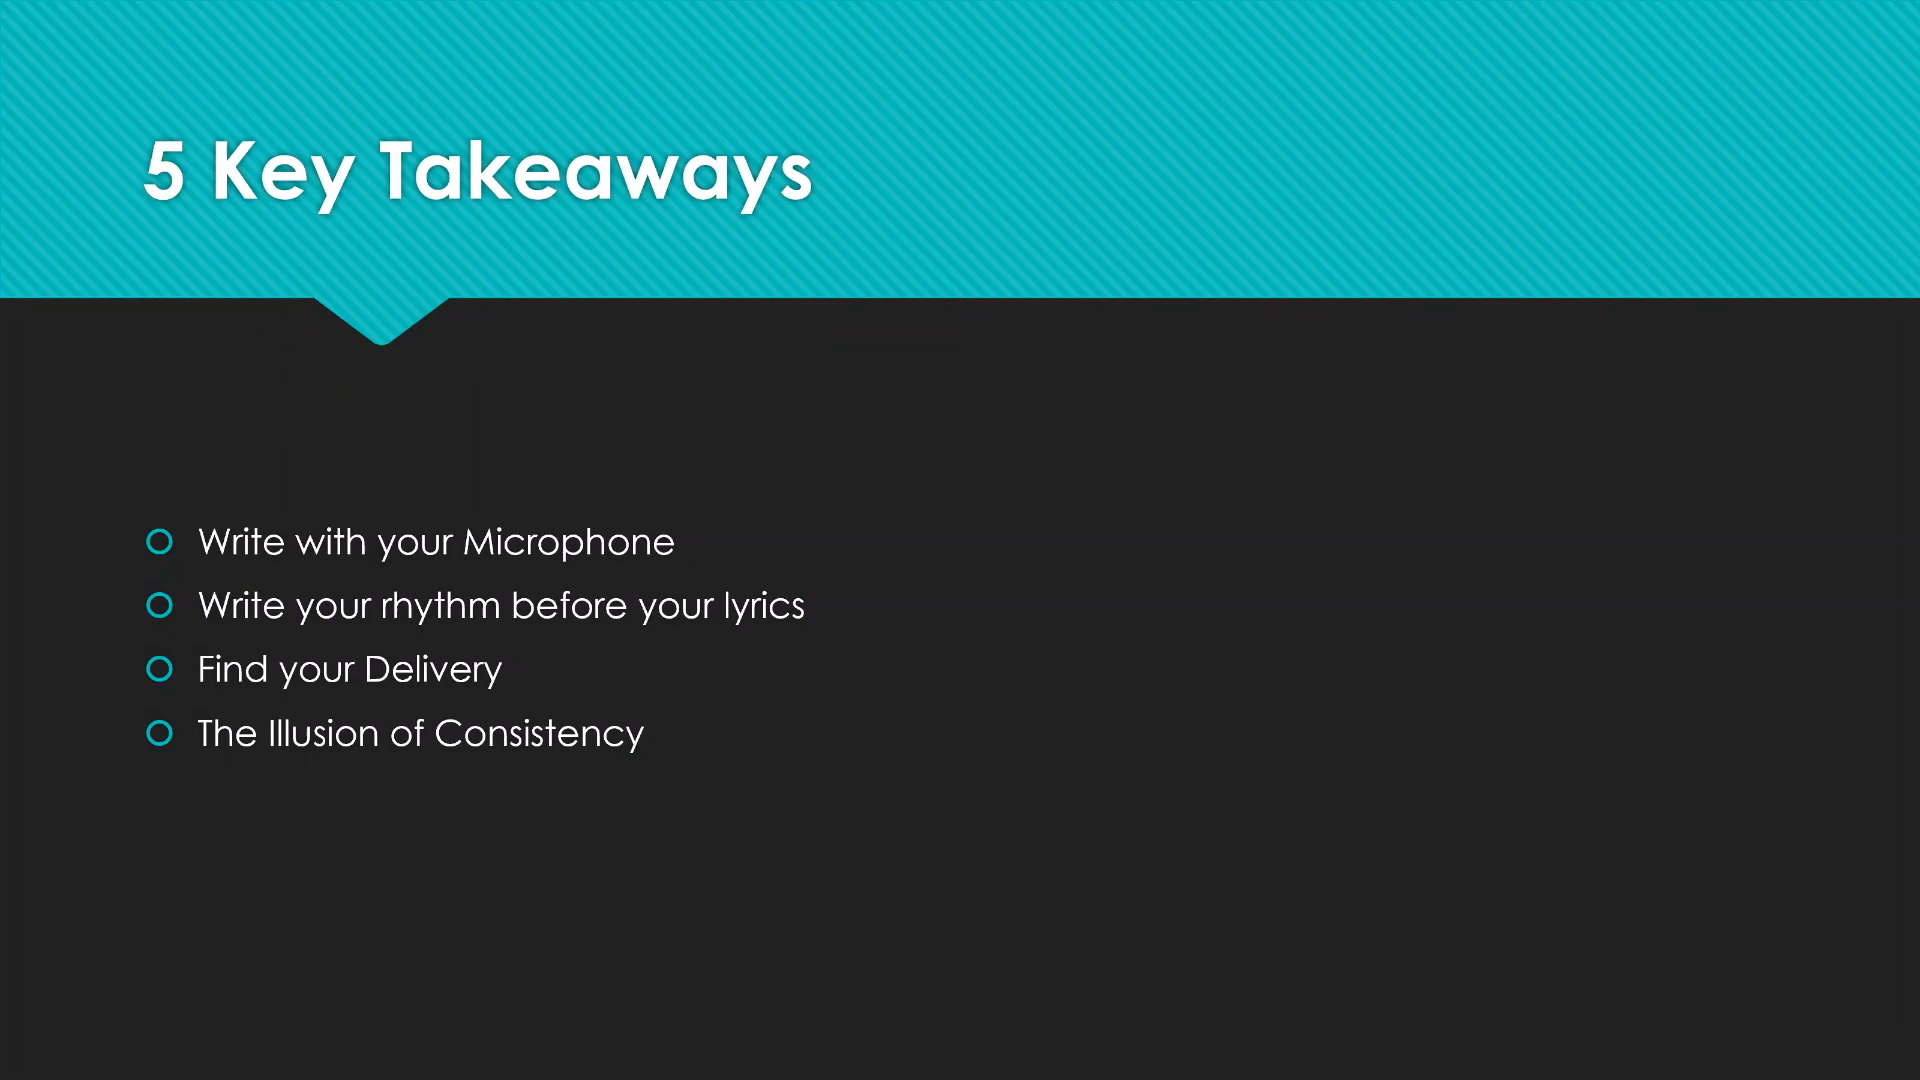 5 Key Takeaways
Write with your Microphone
Write your rhythm before your lyrics
Find your Delivery
The Illusion of Consistency